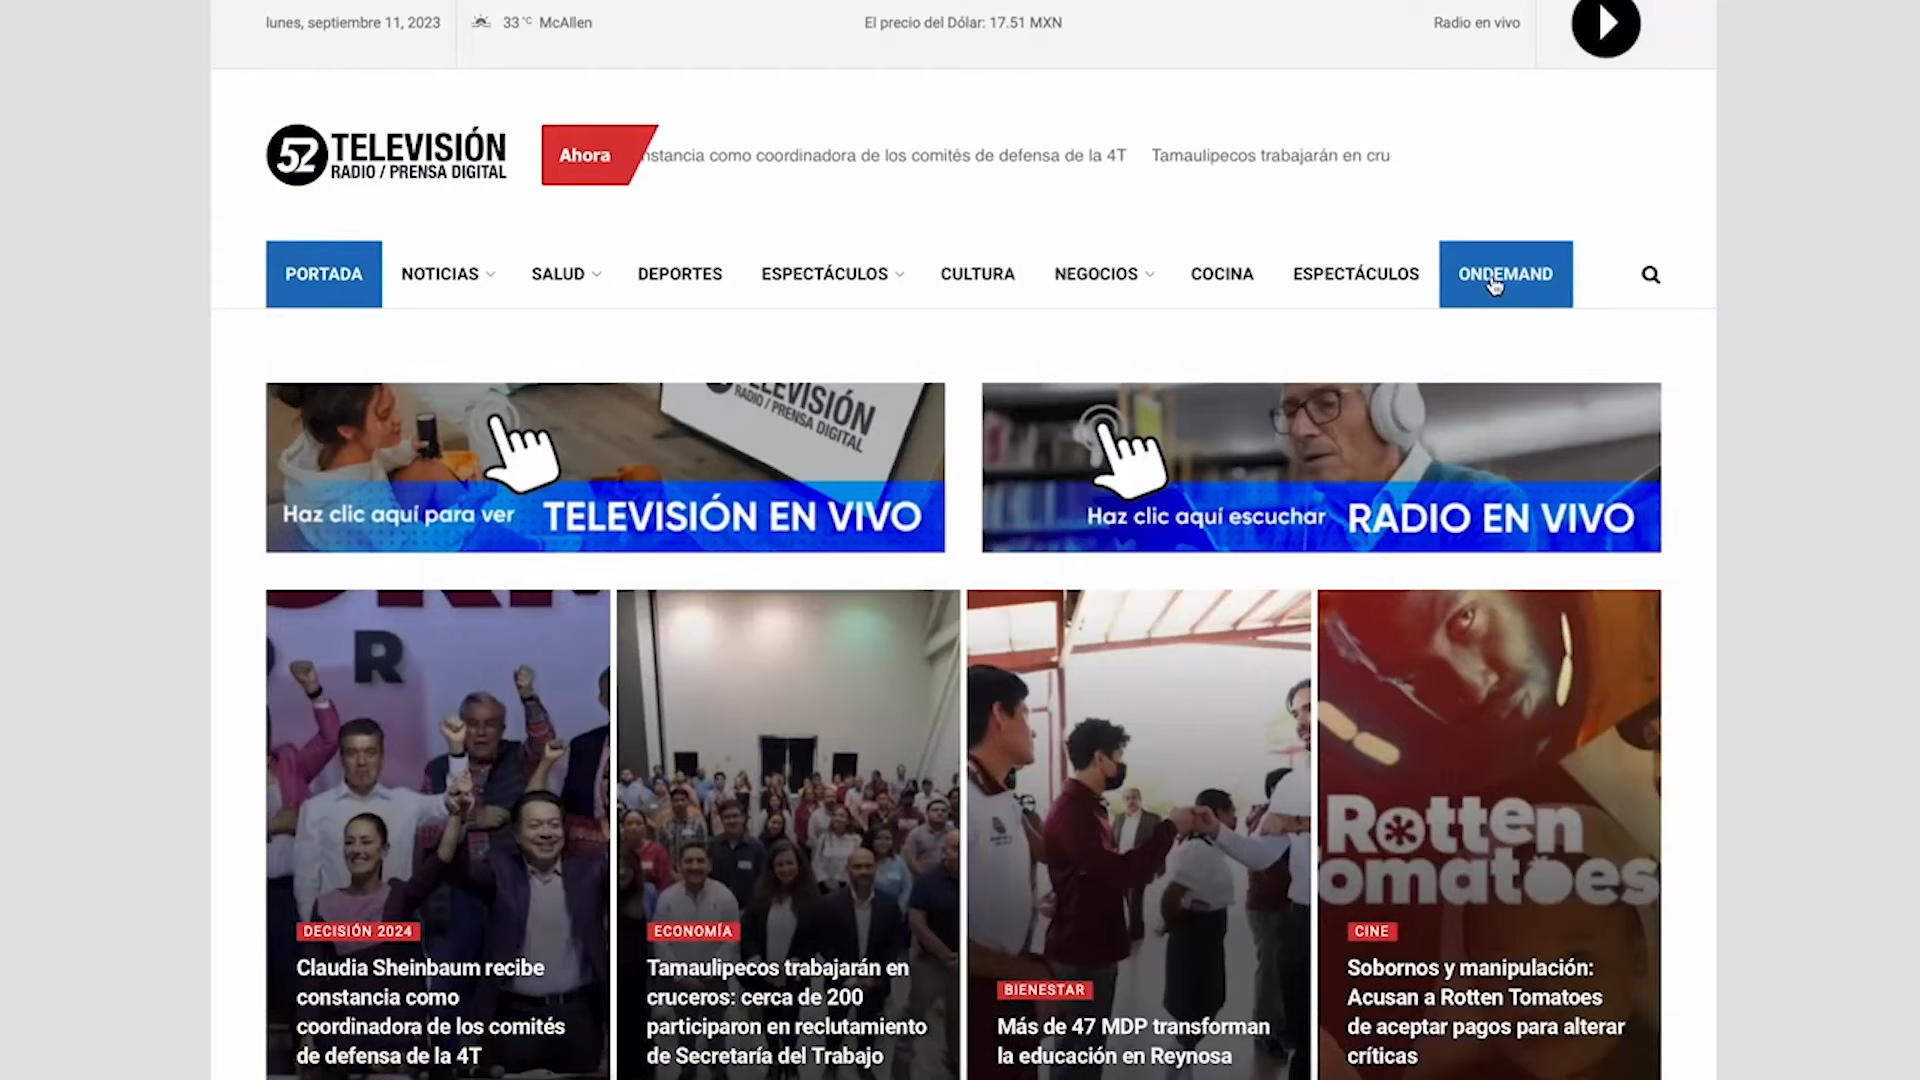 lunes, septiembre 11, 2023
33 °C McAllen
El precio del Dólar: 17.51 MXN
Radio en vivo
52 TELEVISIÓN
RADIO / PRENSA DIGITAL
Ahora
nstancia como coordinadora de los comités de defensa de la 4T Tamaulipecos trabajarán en cru
PORTADA NOTICIAS SALUD DEPORTES ESPECTÁCULOS CULTURA NEGOCIOS COCINA ESPECTÁCULOS ONDEMAND
TELEVISIÓN
RADIO / PRENSA DIGITAL
Haz clic aquí para ver TELEVISIÓN EN VIVO
Haz clic aquí escuchar RADIO EN VIVO
R
DECISIÓN 2024
Claudia Sheinbaum recibe
constancia como
coordinadora de los comités
de defensa de la 4T
ECONOMÍA
Tamaulipecos trabajarán en
cruceros: cerca de 200
participaron en reclutamiento
de Secretaría del Trabajo
BIENESTAR
Más de 47 MDP transforman
la educación en Reynosa
Rotten
Tomatoes
CINE
Sobornos y manipulación:
Acusan a Rotten Tomatoes
de aceptar pagos para alterar
críticas